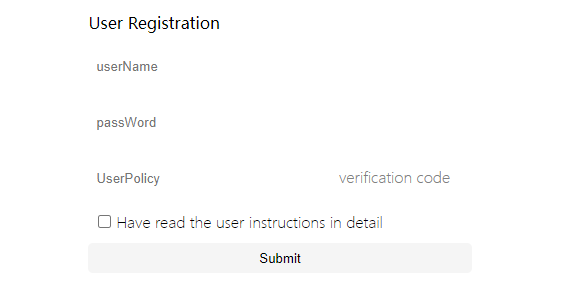 User Registration
userName
passWord
UserPolicy verification code
Have read the user instructions in detail
Submit